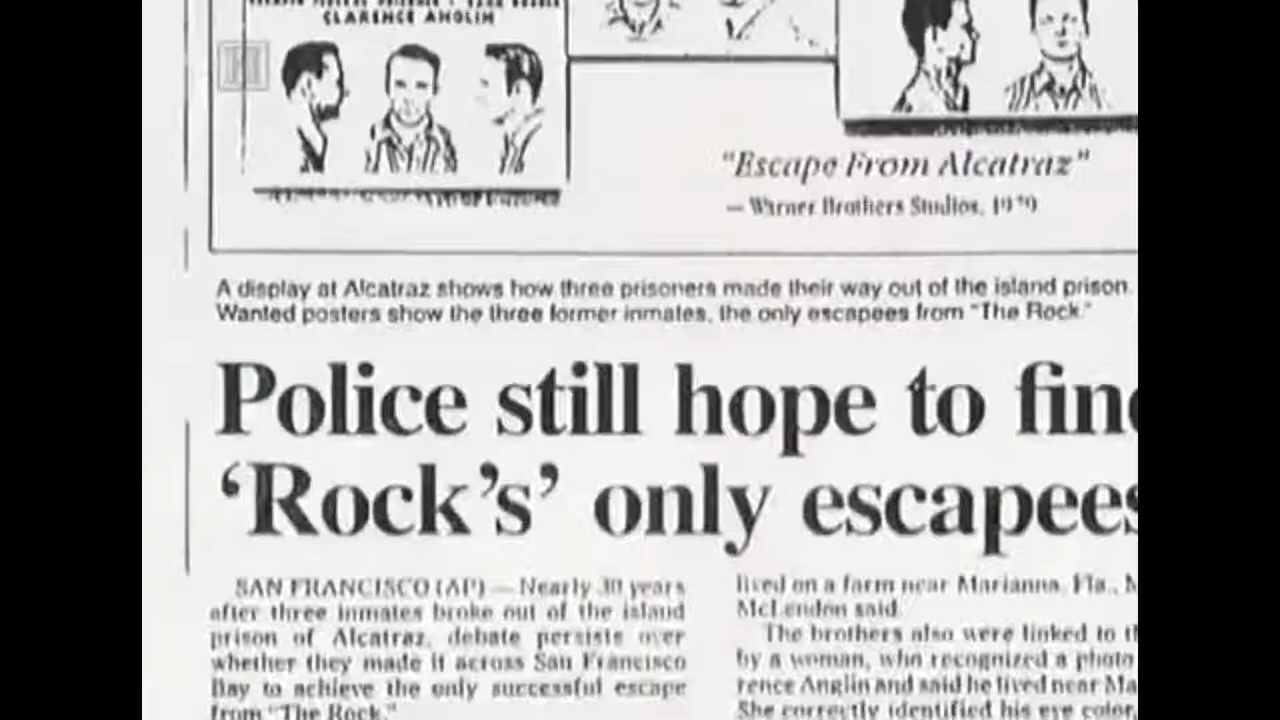 CLARENCE ANGLIN
"Escape From Alcatraz"
— Warner Brothers Studios, 1979
A display at Alcatraz shows how three prisoners made their way out of the island prison.
Wanted posters show the three former inmates, the only escapees from "The Rock."
Police still hope to find
'Rock's' only escapees
SAN FRANCISCO (AP) — Nearly 30 years
after three inmates broke out of the island
prison of Alcatraz, debate persists over
whether they made it across San Francisco
Bay to achieve the only successful escape
from "The Rock."
lived on a farm near Marianna, Fla., M
McLendon said.
The brothers also were linked to th
by a woman, who recognized a photo
rence Anglin and said he lived near Ma
She correctly identified his eye color,